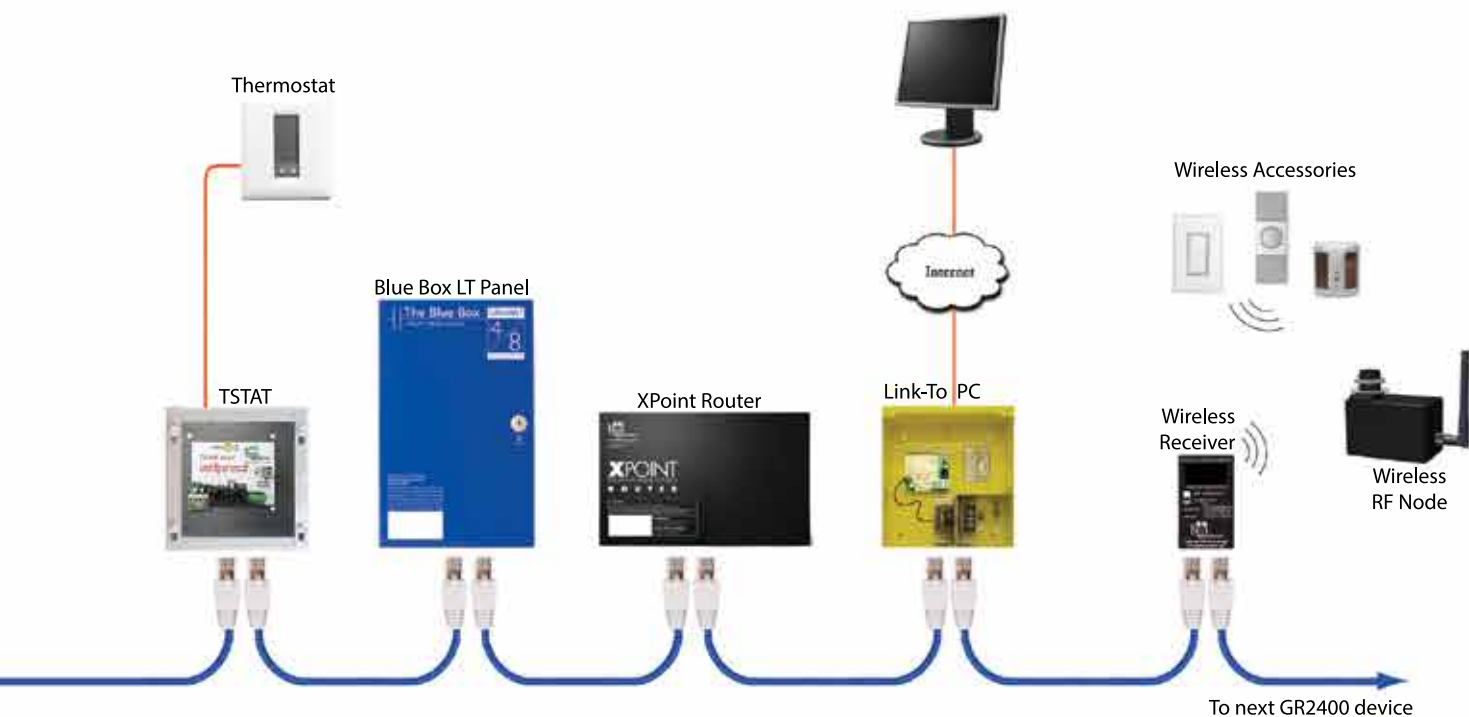 Thermostat
Wireless Accessories
Internet
Blue Box LT Panel
The Blue Box
4
8
TSTAT
XPoint Router
Link-To PC
XPOINT
ROUTER
Wireless
Receiver
Wireless
RF Node
To next GR2400 device